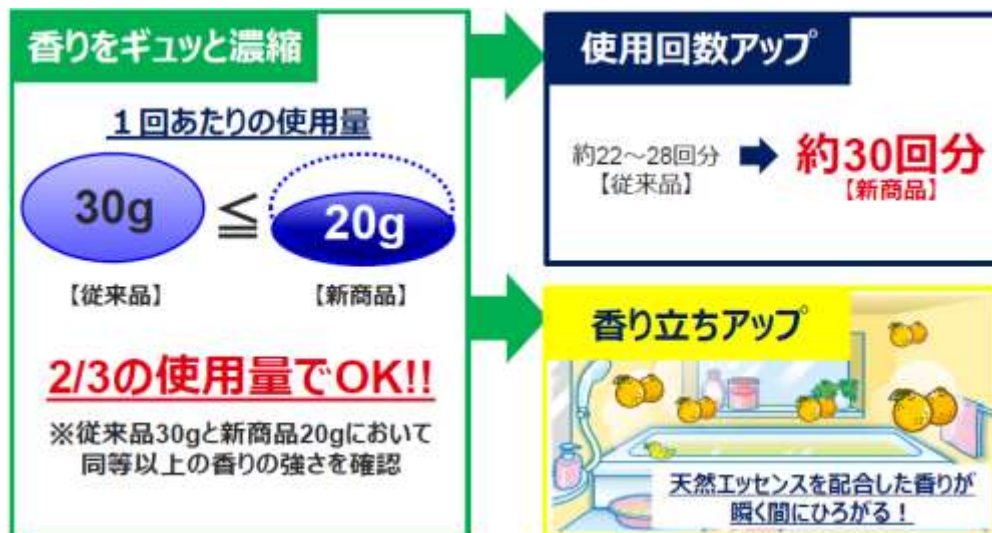 香りをギュッと濃縮
1回あたりの使用量
30g
≦
20g
【従来品】
【新商品】
2/3の使用量でOK!!
※従来品30gと新商品20gにおいて
同等以上の香りの強さを確認
使用回数アップ
約22~28回分
【従来品】
約30回分
【新商品】
香り立ちアップ
天然エッセンスを配合した香りが
瞬く間にひろがる!